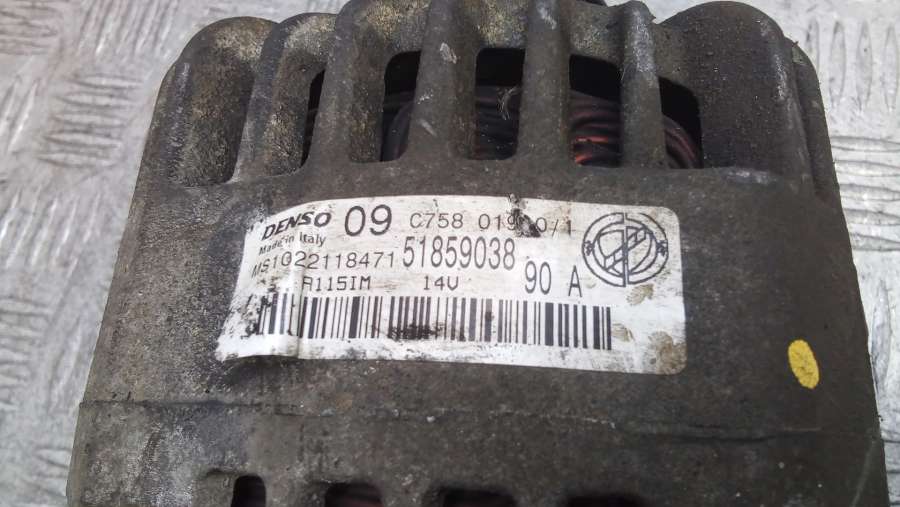 DENSO 09 C758
Made in Italy
MS1022118471 51859038
A115IM 14V 90 A